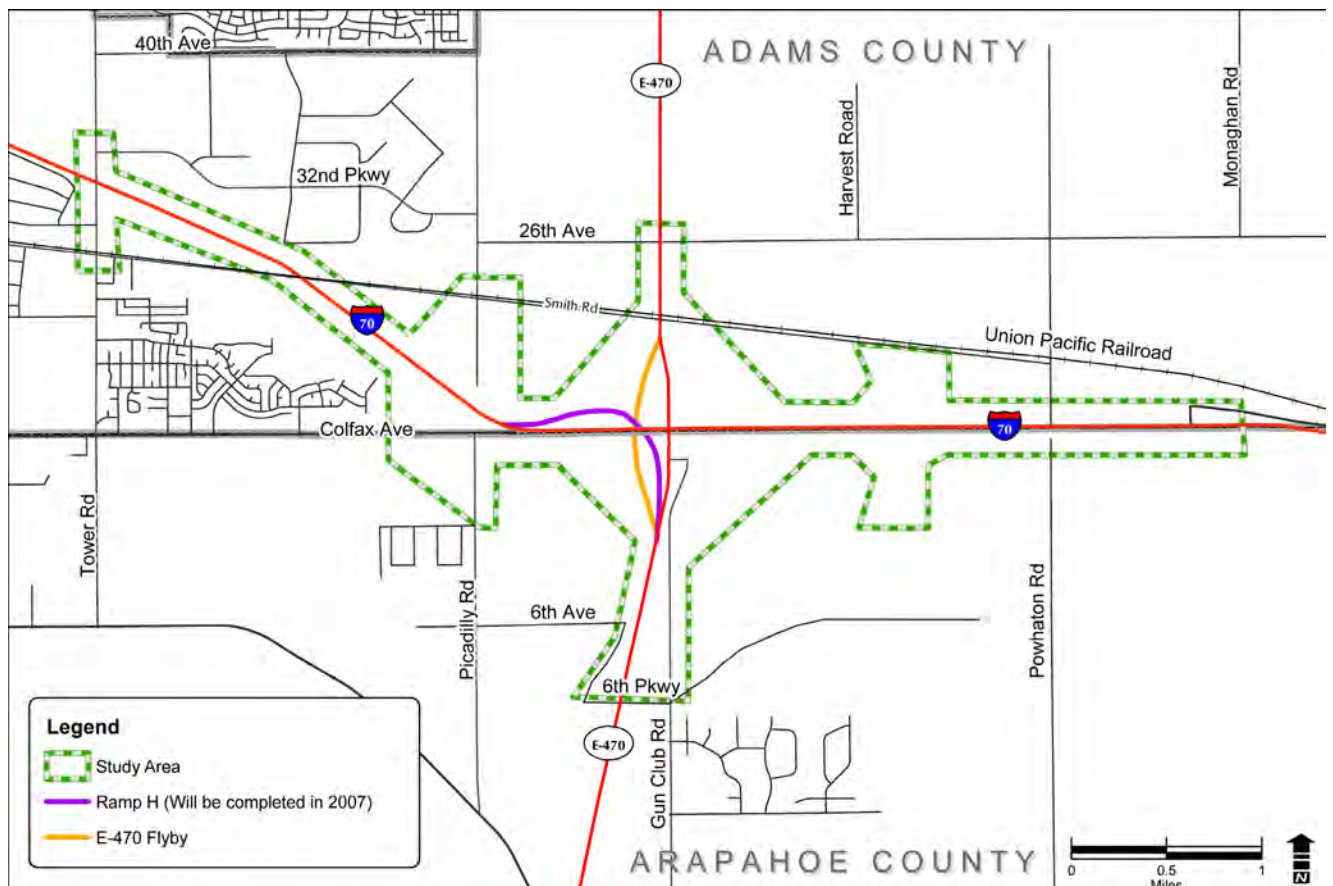 40th Ave
ADAMS COUNTY
E-470
Monaghan Rd
Harvest Road
32nd Pkwy
26th Ave
Smith Rd
70
Union Pacific Railroad
Colfax Ave
70
Tower Rd
Picadilly Rd
6th Ave
Powhaton Rd
6th Pkwy
Gun Club Rd
E-470
Legend
Study Area
Ramp H (Will be completed in 2007)
E-470 Flyby
ARAPAHOE COUNTY
0 0.5 1
Miles
N